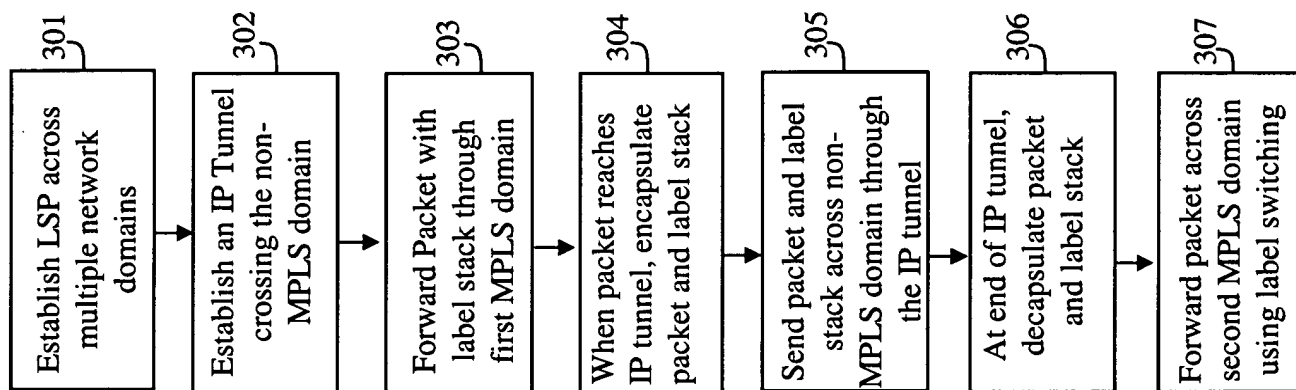 301
Establish LSP across
multiple network
domains
302
Establish an IP Tunnel
crossing the non-
MPLS domain
303
Forward Packet with
label stack through
first MPLS domain
304
When packet reaches
IP tunnel, encapsulate
packet and label stack
305
Send packet and label
stack across non-
MPLS domain through
the IP tunnel
306
At end of IP tunnel,
decapsulate packet
and label stack
307
Forward packet across
second MPLS domain
using label switching